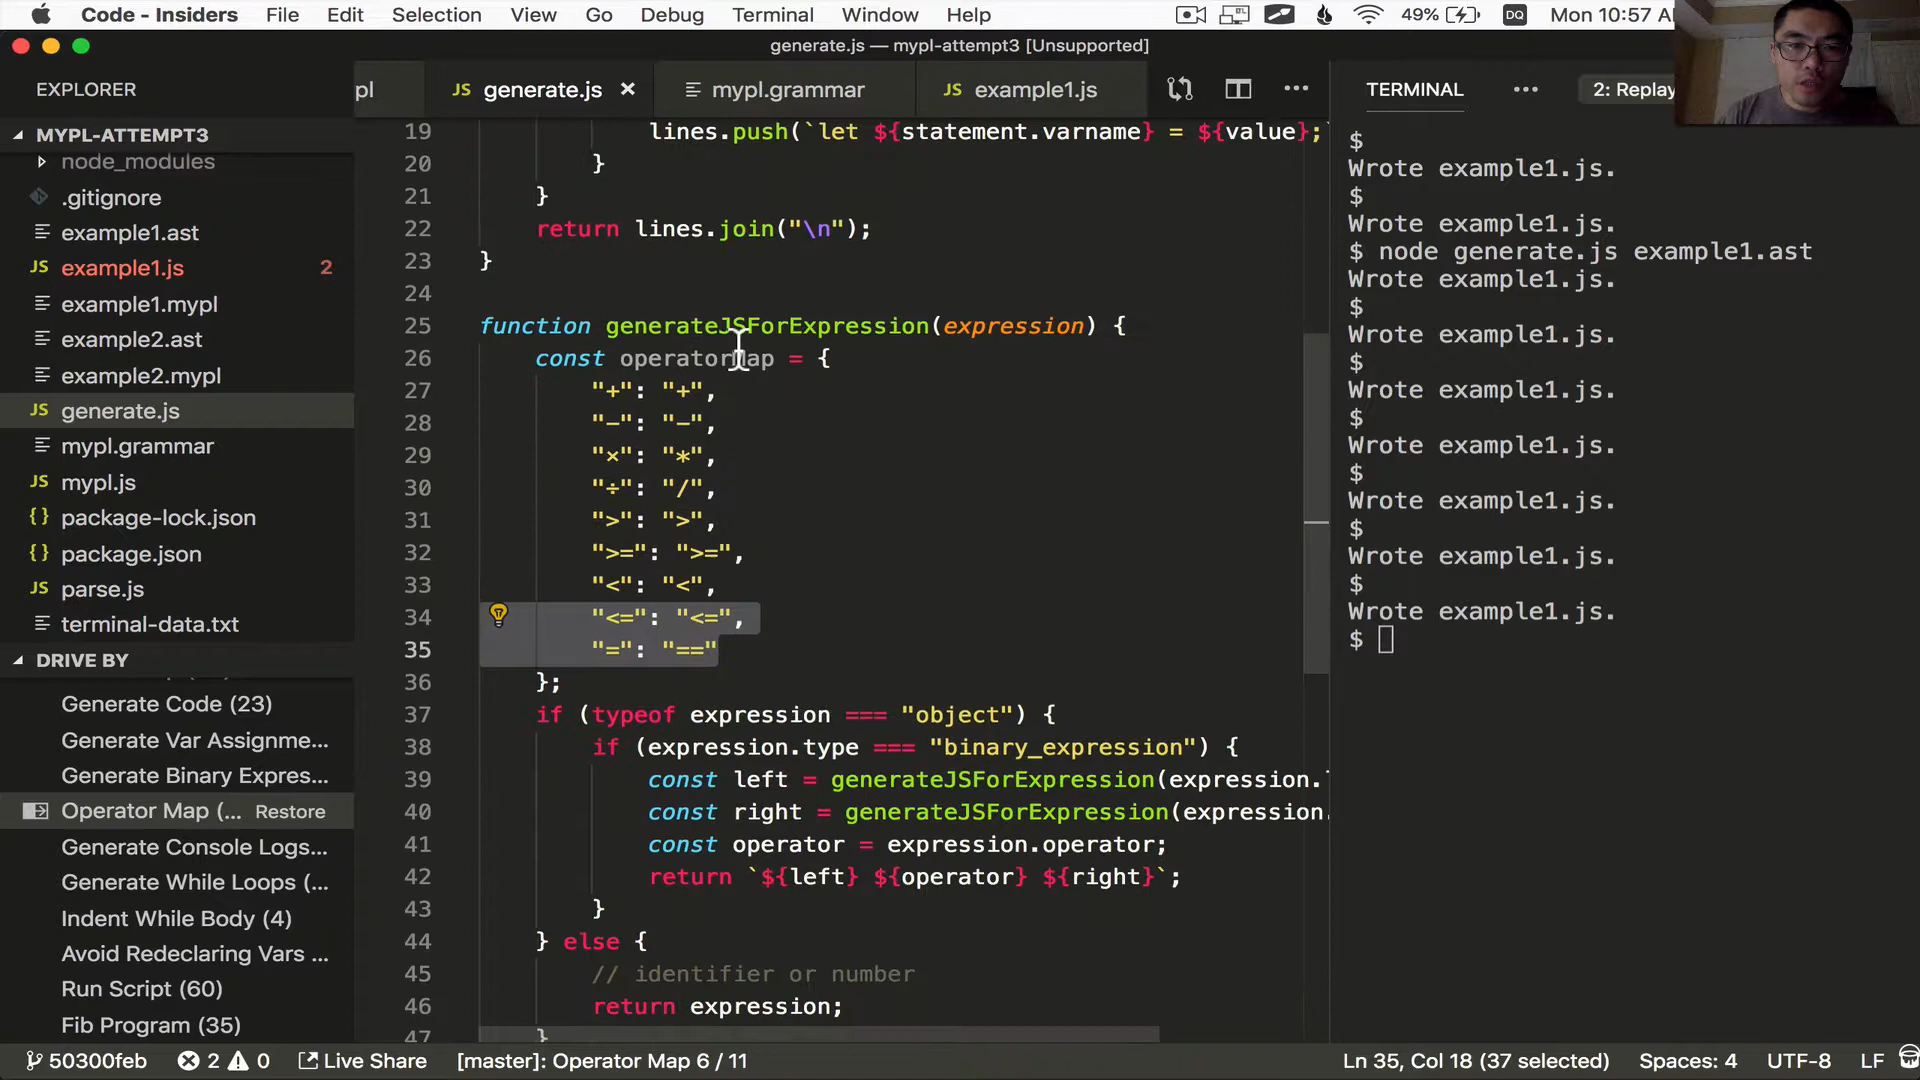 Code - Insiders File Edit Selection View Go Debug Terminal Window Help 49% DQ Mon 10:57
generate.js — mypl-attempt3 [Unsupported]
EXPLORER
MYPL-ATTEMPT3
node_modules
.gitignore
example1.ast
JS example1.js 2
example1.mypl
example2.ast
example2.mypl
JS generate.js
mypl.grammar
JS mypl.js
{} package-lock.json
{} package.json
JS parse.js
terminal-data.txt
DRIVE BY
Generate Code (23)
Generate Var Assignme...
Generate Binary Expres...
Operator Map (... Restore
Generate Console Logs...
Generate While Loops (...
Indent While Body (4)
Avoid Redeclaring Vars ...
Run Script (60)
Fib Program (35)
pl JS generate.js × mypl.grammar JS example1.js
19 lines.push(`let ${statement.varname} = ${value};`
20 }
21 }
22 return lines.join("\n");
23 }
24
25 function generateJSForExpression(expression) {
26 const operatorMap = {
27 "+": "+",
28 "-": "-",
29 "×": "*",
30 "÷": "/",
31 ">": ">",
32 ">=": ">=",
33 "<": "<",
34 "<=": "<=",
35 "=": "=="
36 };
37 if (typeof expression === "object") {
38 if (expression.type === "binary_expression") {
39 const left = generateJSForExpression(expression.
40 const right = generateJSForExpression(expression.
41 const operator = expression.operator;
42 return `${left} ${operator} ${right}`;
43 }
44 } else {
45 // identifier or number
46 return expression;
47 }
TERMINAL ... 2: Replay
$
Wrote example1.js.
$
Wrote example1.js.
$ node generate.js example1.ast
Wrote example1.js.
$
Wrote example1.js.
$
Wrote example1.js.
$
Wrote example1.js.
$
Wrote example1.js.
$
Wrote example1.js.
$
Wrote example1.js.
$
50300feb 2 0 Live Share [master]: Operator Map 6 / 11 Ln 35, Col 18 (37 selected) Spaces: 4 UTF-8 LF